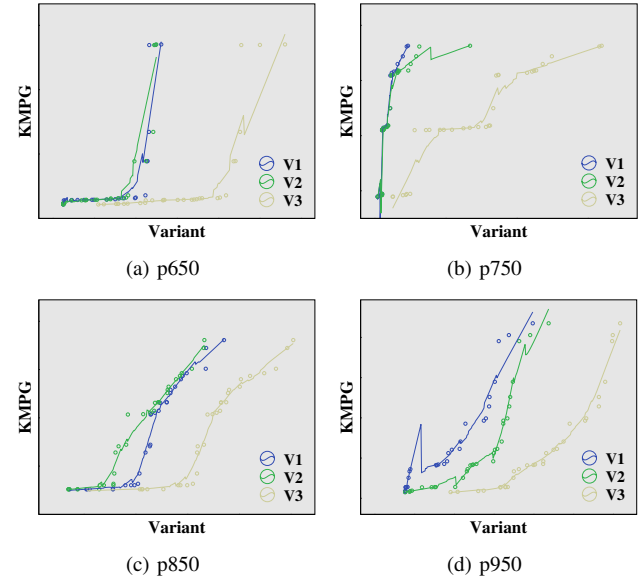 KMPG
V1
V2
V3
Variant
(a) p650
KMPG
V1
V2
V3
Variant
(b) p750
KMPG
V1
V2
V3
Variant
(c) p850
KMPG
V1
V2
V3
Variant
(d) p950